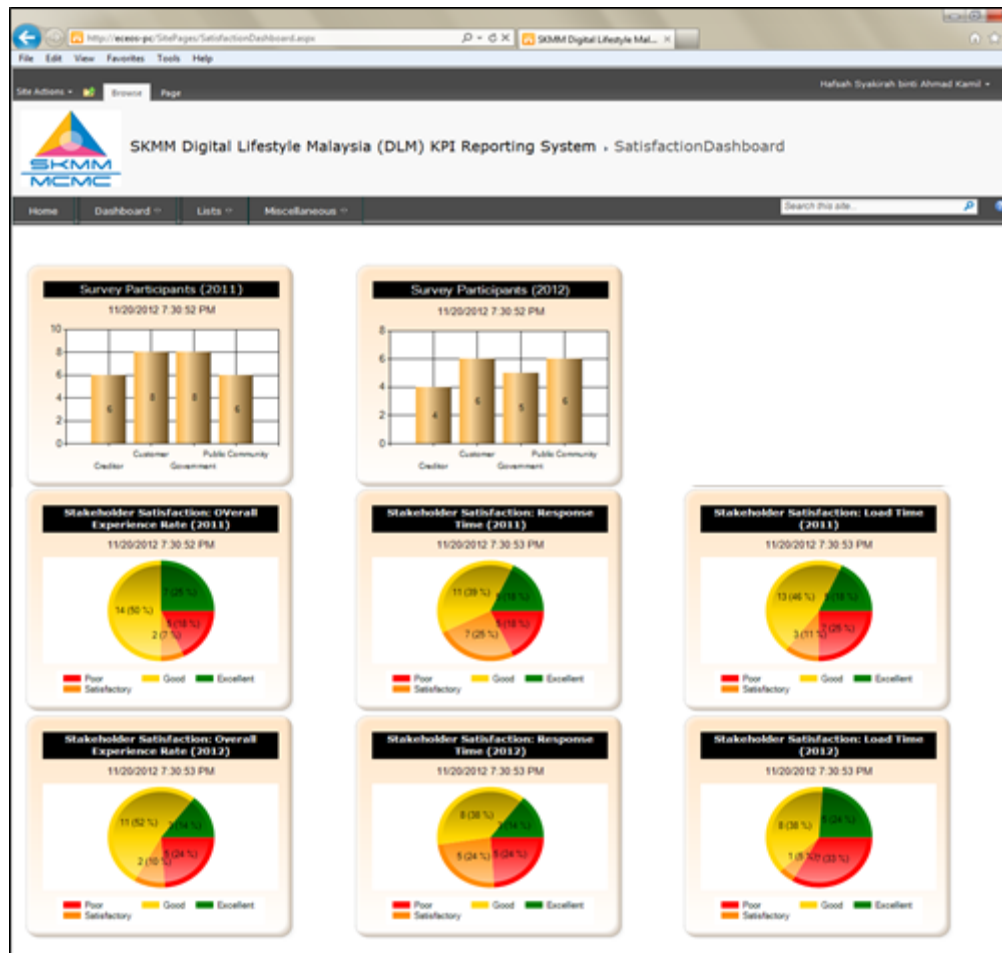 http://eceos-pc/SitePages/SatisfactionDashboard.aspx
SKMM Digital Lifestyle Mal...
File Edit View Favorites Tools Help
Site Actions Browse Page
Hafsah Syakirah binti Ahmad Kamil
SKMM
MCMC
SKMM Digital Lifestyle Malaysia (DLM) KPI Reporting System › SatisfactionDashboard
Home Dashboard Lists Miscellaneous
Search this site...
Survey Participants (2011)
11/20/2012 7:30:52 PM
10
8
6
4
2
0
6 8 8 6
Customer Public Community
Creditor Government
Survey Participants (2012)
11/20/2012 7:30:52 PM
8
6
4
2
0
4 6 5 6
Customer Public Community
Creditor Government
Stakeholder Satisfaction: OVerall
Experience Rate (2011)
11/20/2012 7:30:52 PM
7 (25 %)
14 (50 %)
5 (18 %)
2 (7 %)
Poor Good Excellent
Satisfactory
Stakeholder Satisfaction: Response
Time (2011)
11/20/2012 7:30:53 PM
11 (39 %)
5 (18 %)
5 (18 %)
7 (25 %)
Poor Good Excellent
Satisfactory
Stakeholder Satisfaction: Load Time
(2011)
11/20/2012 7:30:53 PM
13 (46 %)
5 (18 %)
7 (25 %)
3 (11 %)
Poor Good Excellent
Satisfactory
Stakeholder Satisfaction: Overall
Experience Rate (2012)
11/20/2012 7:30:53 PM
11 (52 %)
3 (14 %)
5 (24 %)
2 (10 %)
Poor Good Excellent
Satisfactory
Stakeholder Satisfaction: Response
Time (2012)
11/20/2012 7:30:53 PM
8 (38 %)
3 (14 %)
5 (24 %)
5 (24 %)
Poor Good Excellent
Satisfactory
Stakeholder Satisfaction: Load Time
(2012)
11/20/2012 7:30:53 PM
5 (24 %)
8 (38 %)
1 (5 %)
7 (33 %)
Poor Good Excellent
Satisfactory